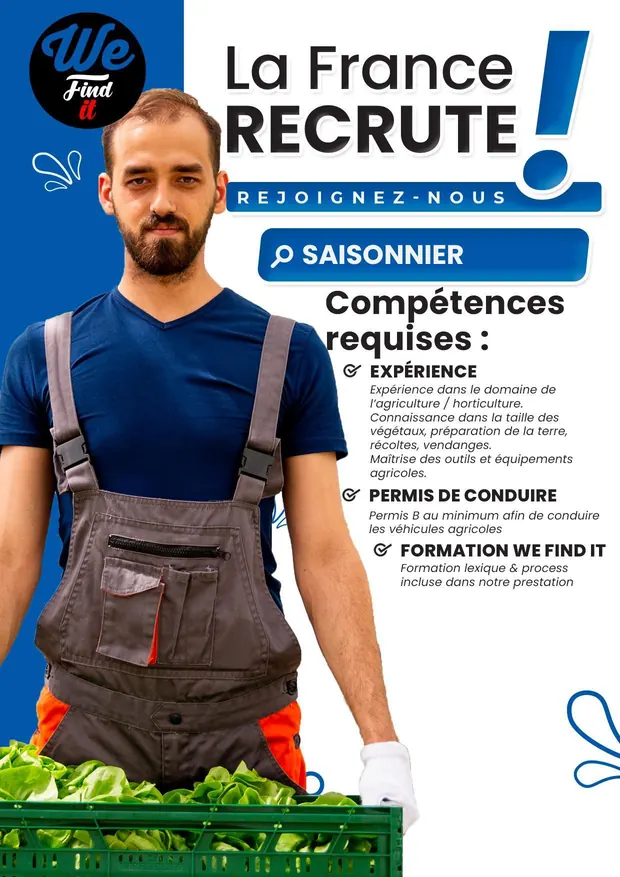 We
Find
it
La France
RECRUTE !
REJOIGNEZ-NOUS
SAISONNIER
Compétences
requises :
EXPÉRIENCE
Expérience dans le domaine de
l'agriculture / horticulture.
Connaissance dans la taille des
végétaux, préparation de la terre,
récoltes, vendanges.
Maîtrise des outils et équipements
agricoles.
PERMIS DE CONDUIRE
Permis B au minimum afin de conduire
les véhicules agricoles
FORMATION WE FIND IT
Formation lexique & process
incluse dans notre prestation